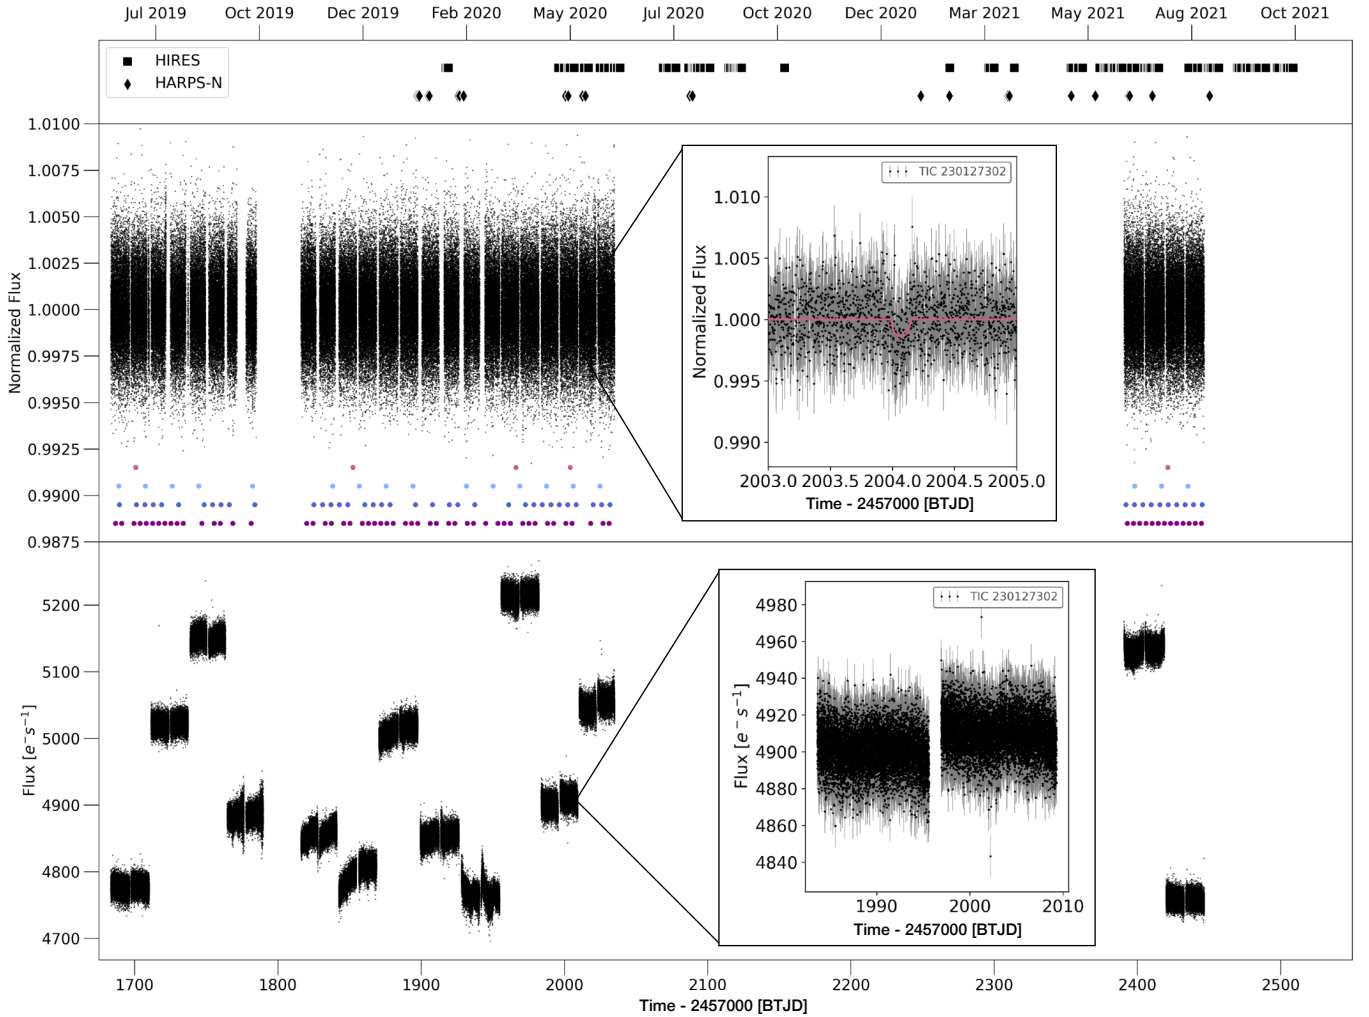 Jul 2019 Oct 2019 Dec 2019 Feb 2020 May 2020 Jul 2020 Oct 2020 Dec 2020 Mar 2021 May 2021 Aug 2021 Oct 2021
HIRES
HARPS-N
Normalized Flux
1.0100
1.0075
1.0050
1.0025
1.0000
0.9975
0.9950
0.9925
0.9900
0.9875
TIC 230127302
Normalized Flux
1.010
1.005
1.000
0.995
0.990
2003.0 2003.5 2004.0 2004.5 2005.0
Time - 2457000 [BTJD]
Flux [e⁻ s⁻¹]
5200
5100
5000
4900
4800
4700
TIC 230127302
Flux [e⁻ s⁻¹]
4980
4960
4940
4920
4900
4880
4860
4840
1990 2000 2010
Time - 2457000 [BTJD]
1700 1800 1900 2000 2100 2200 2300 2400 2500
Time - 2457000 [BTJD]